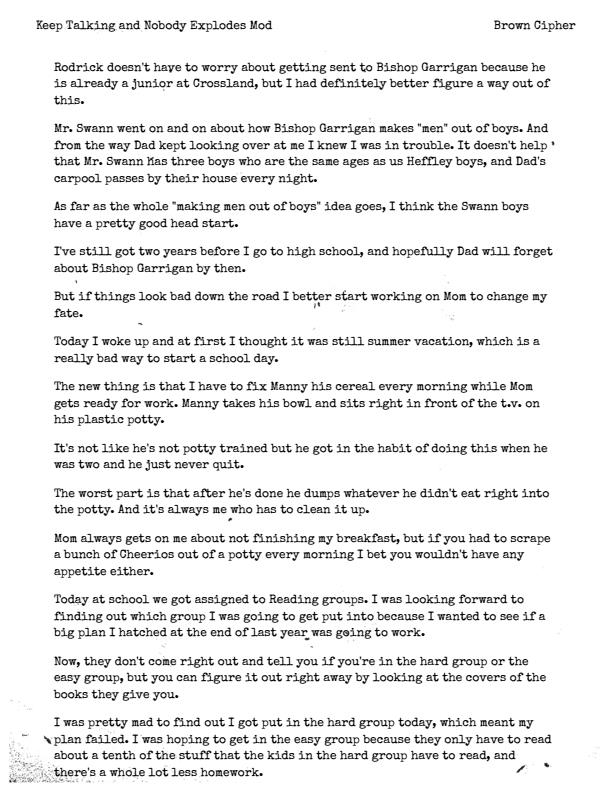 Keep Talking and Nobody Explodes Mod Brown Cipher
Rodrick doesn't have to worry about getting sent to Bishop Garrigan because he
is already a junior at Crossland, but I had definitely better figure a way out of
this.
Mr. Swann went on and on about how Bishop Garrigan makes "men" out of boys. And
from the way Dad kept looking over at me I knew I was in trouble. It doesn't help
that Mr. Swann has three boys who are the same ages as us Heffley boys, and Dad's
carpool passes by their house every night.
As far as the whole "making men out of boys" idea goes, I think the Swann boys
have a pretty good head start.
I've still got two years before I go to high school, and hopefully Dad will forget
about Bishop Garrigan by then.
But if things look bad down the road I better start working on Mom to change my
fate.
Today I woke up and at first I thought it was still summer vacation, which is a
really bad way to start a school day.
The new thing is that I have to fix Manny his cereal every morning while Mom
gets ready for work. Manny takes his bowl and sits right in front of the t.v. on
his plastic potty.
It's not like he's not potty trained but he got in the habit of doing this when he
was two and he just never quit.
The worst part is that after he's done he dumps whatever he didn't eat right into
the potty. And it's always me who has to clean it up.
Mom always gets on me about not finishing my breakfast, but if you had to scrape
a bunch of Cheerios out of a potty every morning I bet you wouldn't have any
appetite either.
Today at school we got assigned to Reading groups. I was looking forward to
finding out which group I was going to get put into because I wanted to see if a
big plan I hatched at the end of last year was going to work.
Now, they don't come right out and tell you if you're in the hard group or the
easy group, but you can figure it out right away by looking at the covers of the
books they give you.
I was pretty mad to find out I got put in the hard group today, which meant my
plan failed. I was hoping to get in the easy group because they only have to read
about a tenth of the stuff that the kids in the hard group have to read, and
there's a whole lot less homework.